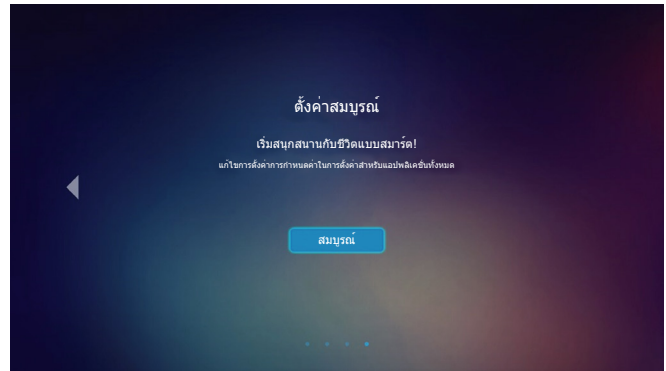 ตั้งค่าสมบูรณ์
เริ่มสนุกสนานกับชีวิตแบบสมาร์ต!
แก้ไขการตั้งค่าการกำหนดค่าในการตั้งค่าสำหรับแอปพลิเคชั่นทั้งหมด
สมบูรณ์